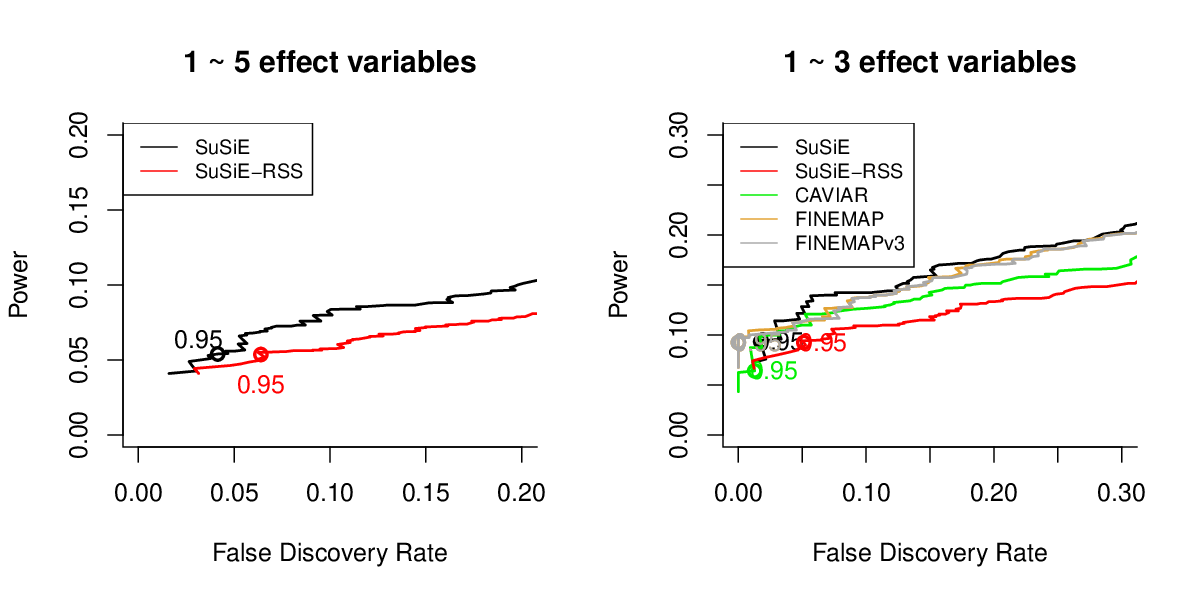 1 ~ 5 effect variables
Power
0.20
0.15
0.10
0.05
0.00
SuSiE
SuSiE−RSS
0.95
0.95
0.00 0.05 0.10 0.15 0.20
False Discovery Rate
1 ~ 3 effect variables
Power
0.30
0.20
0.10
0.00
SuSiE
SuSiE−RSS
CAVIAR
FINEMAP
FINEMAPv3
0.95
0.95
0.95
0.00 0.10 0.20 0.30
False Discovery Rate